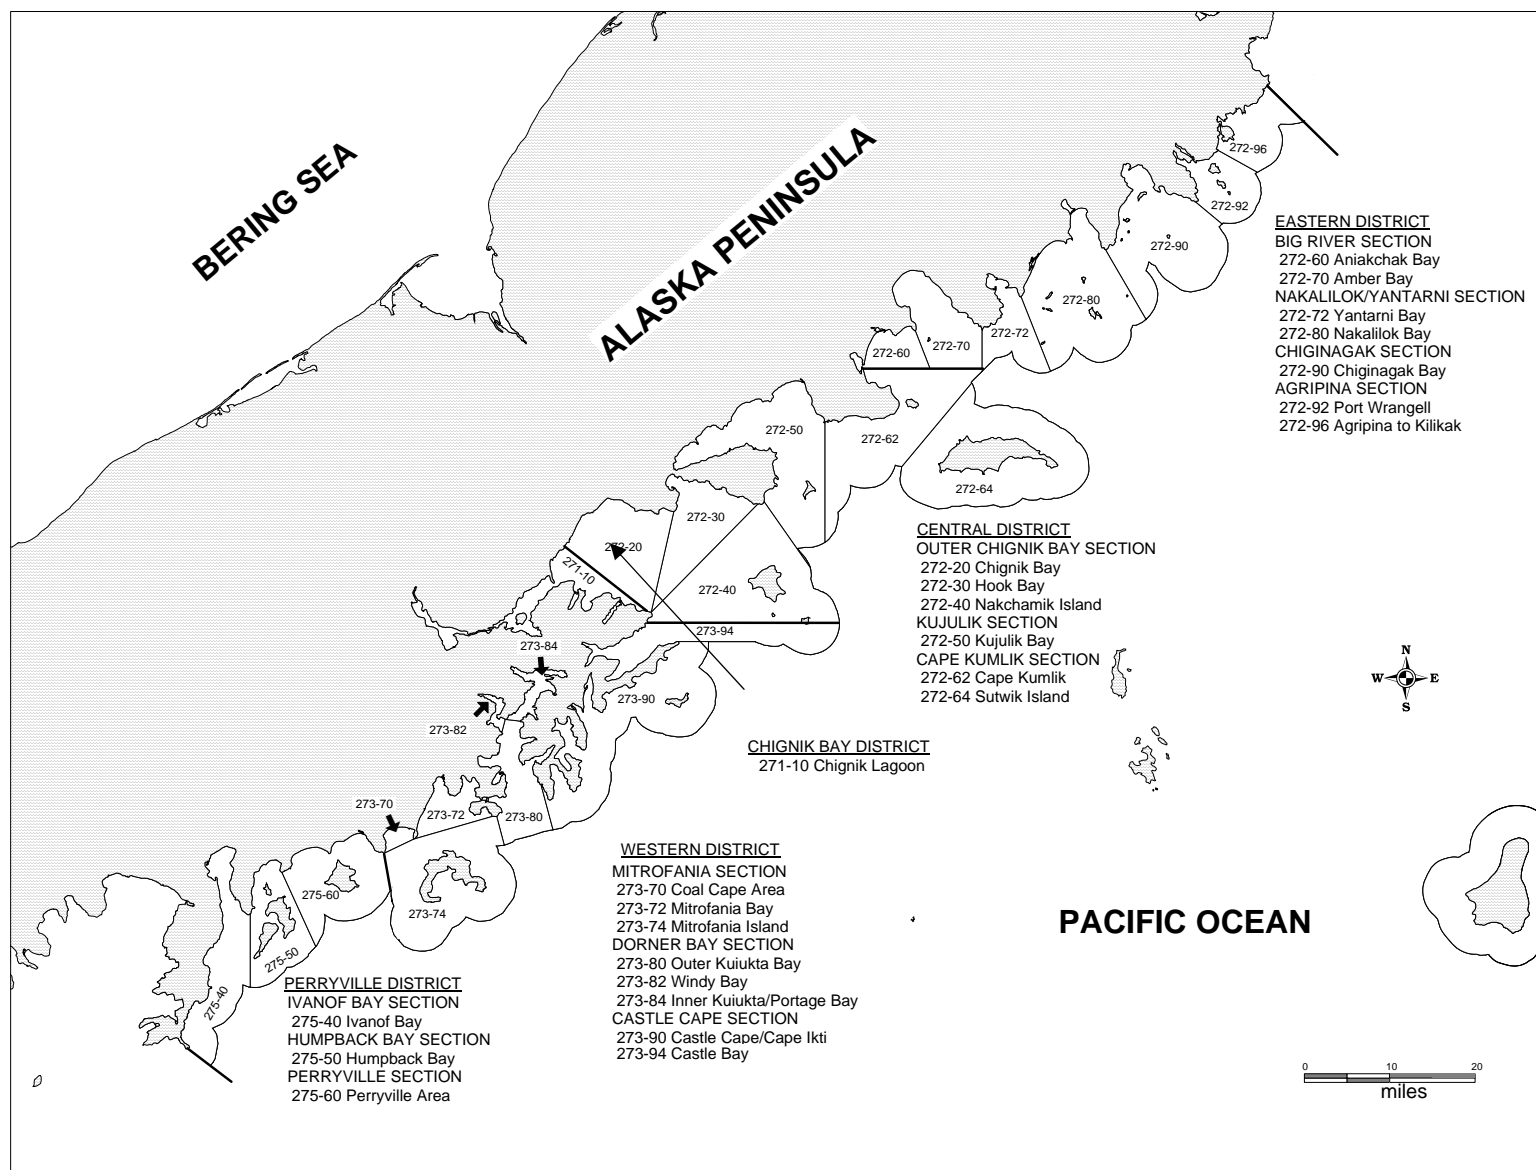 BERING SEA
ALASKA PENINSULA
272-96
272-92
272-90
272-80
272-72
272-70
272-60
272-50
272-62
272-64
272-30
272-20
271-10
272-40
273-94
273-84
273-90
273-82
273-70
273-72
273-80
275-60
273-74
275-50
275-40
EASTERN DISTRICT
BIG RIVER SECTION
272-60 Aniakchak Bay
272-70 Amber Bay
NAKALILOK/YANTARNI SECTION
272-72 Yantarni Bay
272-80 Nakalilok Bay
CHIGINAGAK SECTION
272-90 Chiginagak Bay
AGRIPINA SECTION
272-92 Port Wrangell
272-96 Agripina to Kilikak
CENTRAL DISTRICT
OUTER CHIGNIK BAY SECTION
272-20 Chignik Bay
272-30 Hook Bay
272-40 Nakchamik Island
KUJULIK SECTION
272-50 Kujulik Bay
CAPE KUMLIK SECTION
272-62 Cape Kumlik
272-64 Sutwik Island
N
W E
S
CHIGNIK BAY DISTRICT
271-10 Chignik Lagoon
WESTERN DISTRICT
MITROFANIA SECTION
273-70 Coal Cape Area
273-72 Mitrofania Bay
273-74 Mitrofania Island
DORNER BAY SECTION
273-80 Outer Kuiukta Bay
273-82 Windy Bay
273-84 Inner Kuiukta/Portage Bay
CASTLE CAPE SECTION
273-90 Castle Cape/Cape Ikti
273-94 Castle Bay
PACIFIC OCEAN
PERRYVILLE DISTRICT
IVANOF BAY SECTION
275-40 Ivanof Bay
HUMPBACK BAY SECTION
275-50 Humpback Bay
PERRYVILLE SECTION
275-60 Perryville Area
0 10 20
miles